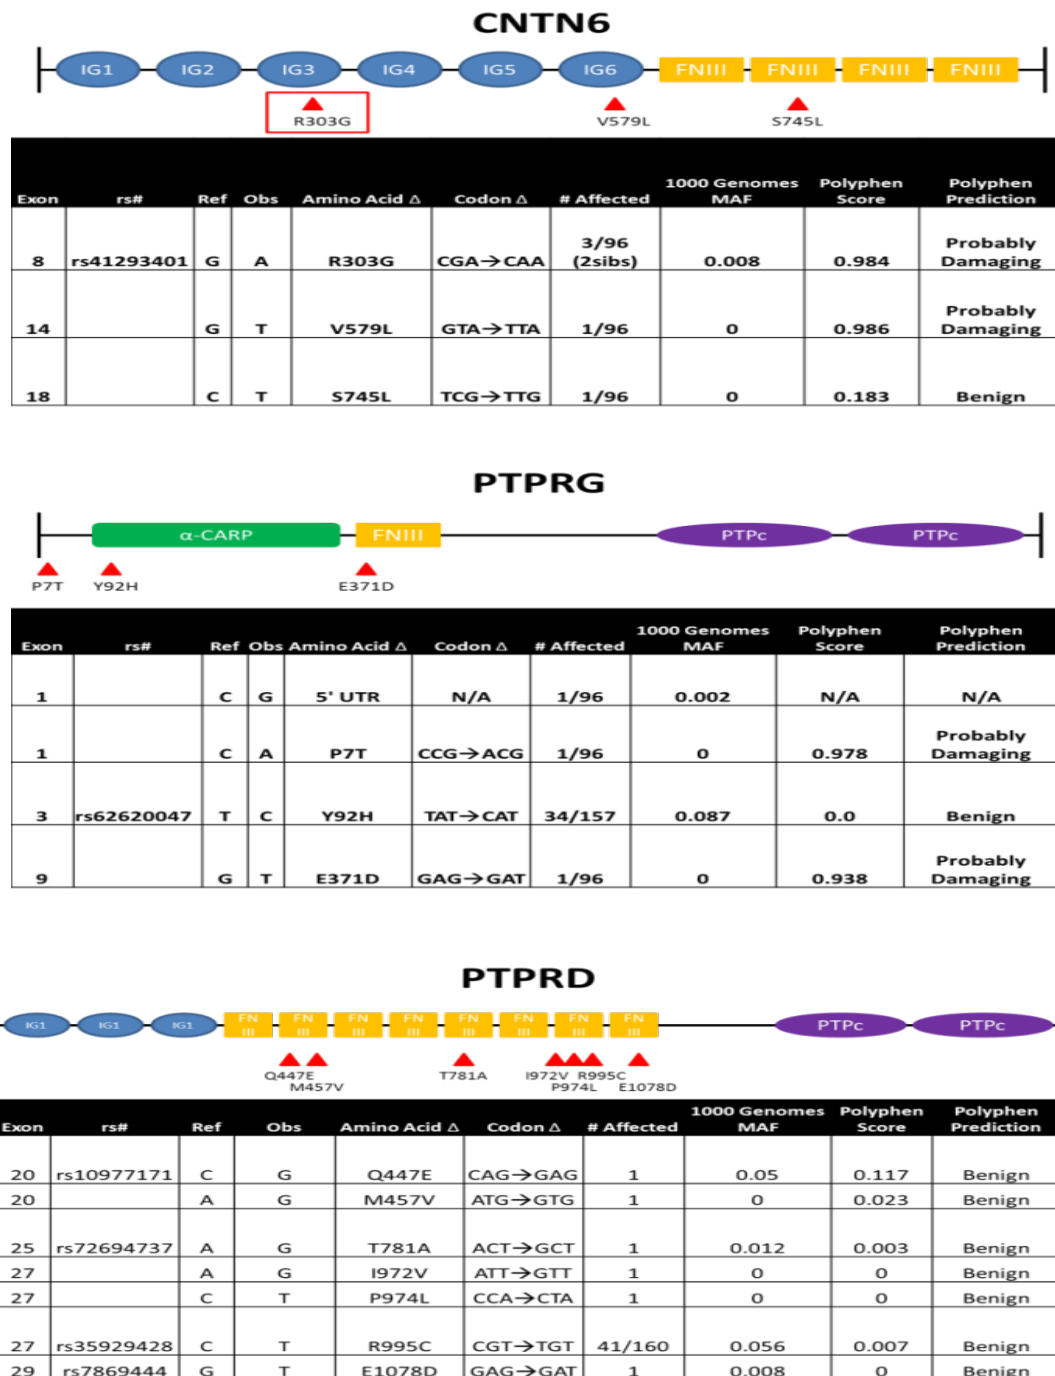 CNTN6
IG1 IG2 IG3 IG4 IG5 IG6 FNIII FNIII FNIII FNIII
R303G V579L S745L
Exon rs# Ref Obs Amino Acid Δ Codon Δ # Affected 1000 Genomes MAF Polyphen Score Polyphen Prediction
8 rs41293401 G A R303G CGA→CAA 3/96 (2sibs) 0.008 0.984 Probably Damaging
14 G T V579L GTA→TTA 1/96 0 0.986 Probably Damaging
18 C T S745L TCG→TTG 1/96 0 0.183 Benign
PTPRG
α-CARP FNIII PTPc PTPc
P7T Y92H E371D
Exon rs# Ref Obs Amino Acid Δ Codon Δ # Affected 1000 Genomes MAF Polyphen Score Polyphen Prediction
1 C G 5' UTR N/A 1/96 0.002 N/A N/A
1 C A P7T CCG→ACG 1/96 0 0.978 Probably Damaging
3 rs62620047 T C Y92H TAT→CAT 34/157 0.087 0.0 Benign
9 G T E371D GAG→GAT 1/96 0 0.938 Probably Damaging
PTPRD
IG1 IG1 IG1 FN III FN III FN III FN III FN III FN III FN III FN III PTPc PTPc
Q447E M457V T781A I972V P974L R995C E1078D
Exon rs# Ref Obs Amino Acid Δ Codon Δ # Affected 1000 Genomes MAF Polyphen Score Polyphen Prediction
20 rs10977171 C G Q447E CAG→GAG 1 0.05 0.117 Benign
20 A G M457V ATG→GTG 1 0 0.023 Benign
25 rs72694737 A G T781A ACT→GCT 1 0.012 0.003 Benign
27 A G I972V ATT→GTT 1 0 0 Benign
27 C T P974L CCA→CTA 1 0 0 Benign
27 rs35929428 C T R995C CGT→TGT 41/160 0.056 0.007 Benign
29 rs7869444 G T E1078D GAG→GAT 1 0.008 0 Benign